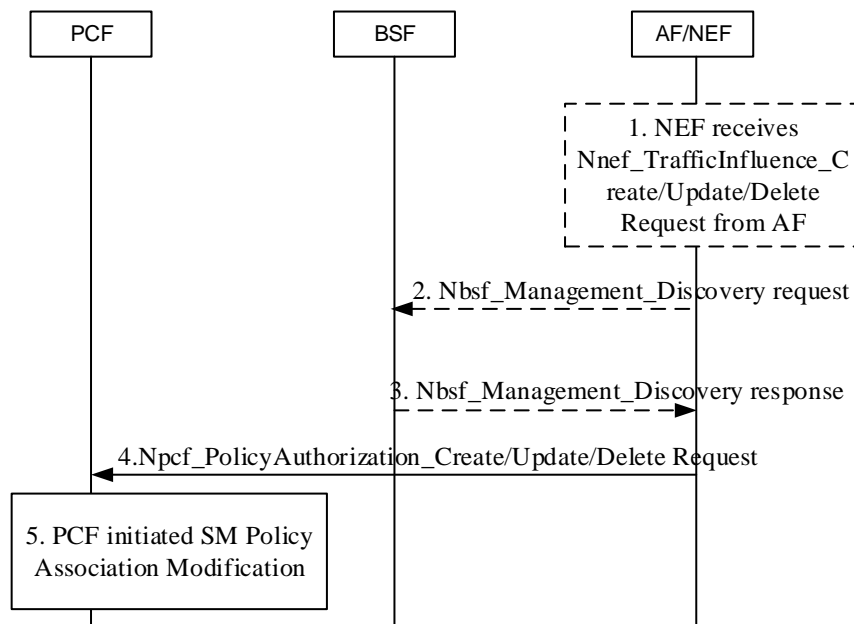 PCF BSF AF/NEF
1. NEF receives
Nnef_TrafficInfluence_C
reate/Update/Delete
Request from AF
2. Nbsf_Management_Discovery request
3. Nbsf_Management_Discovery response
4.Npcf_PolicyAuthorization_Create/Update/Delete Request
5. PCF initiated SM Policy
Association Modification